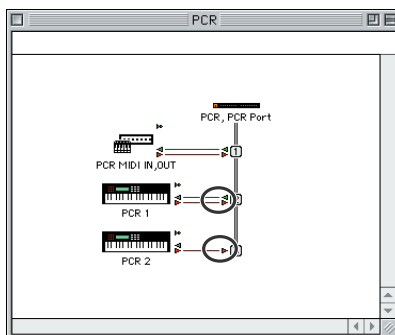 PCR
PCR, PCR Port
1
PCR MIDI IN,OUT
PCR 1
PCR 2